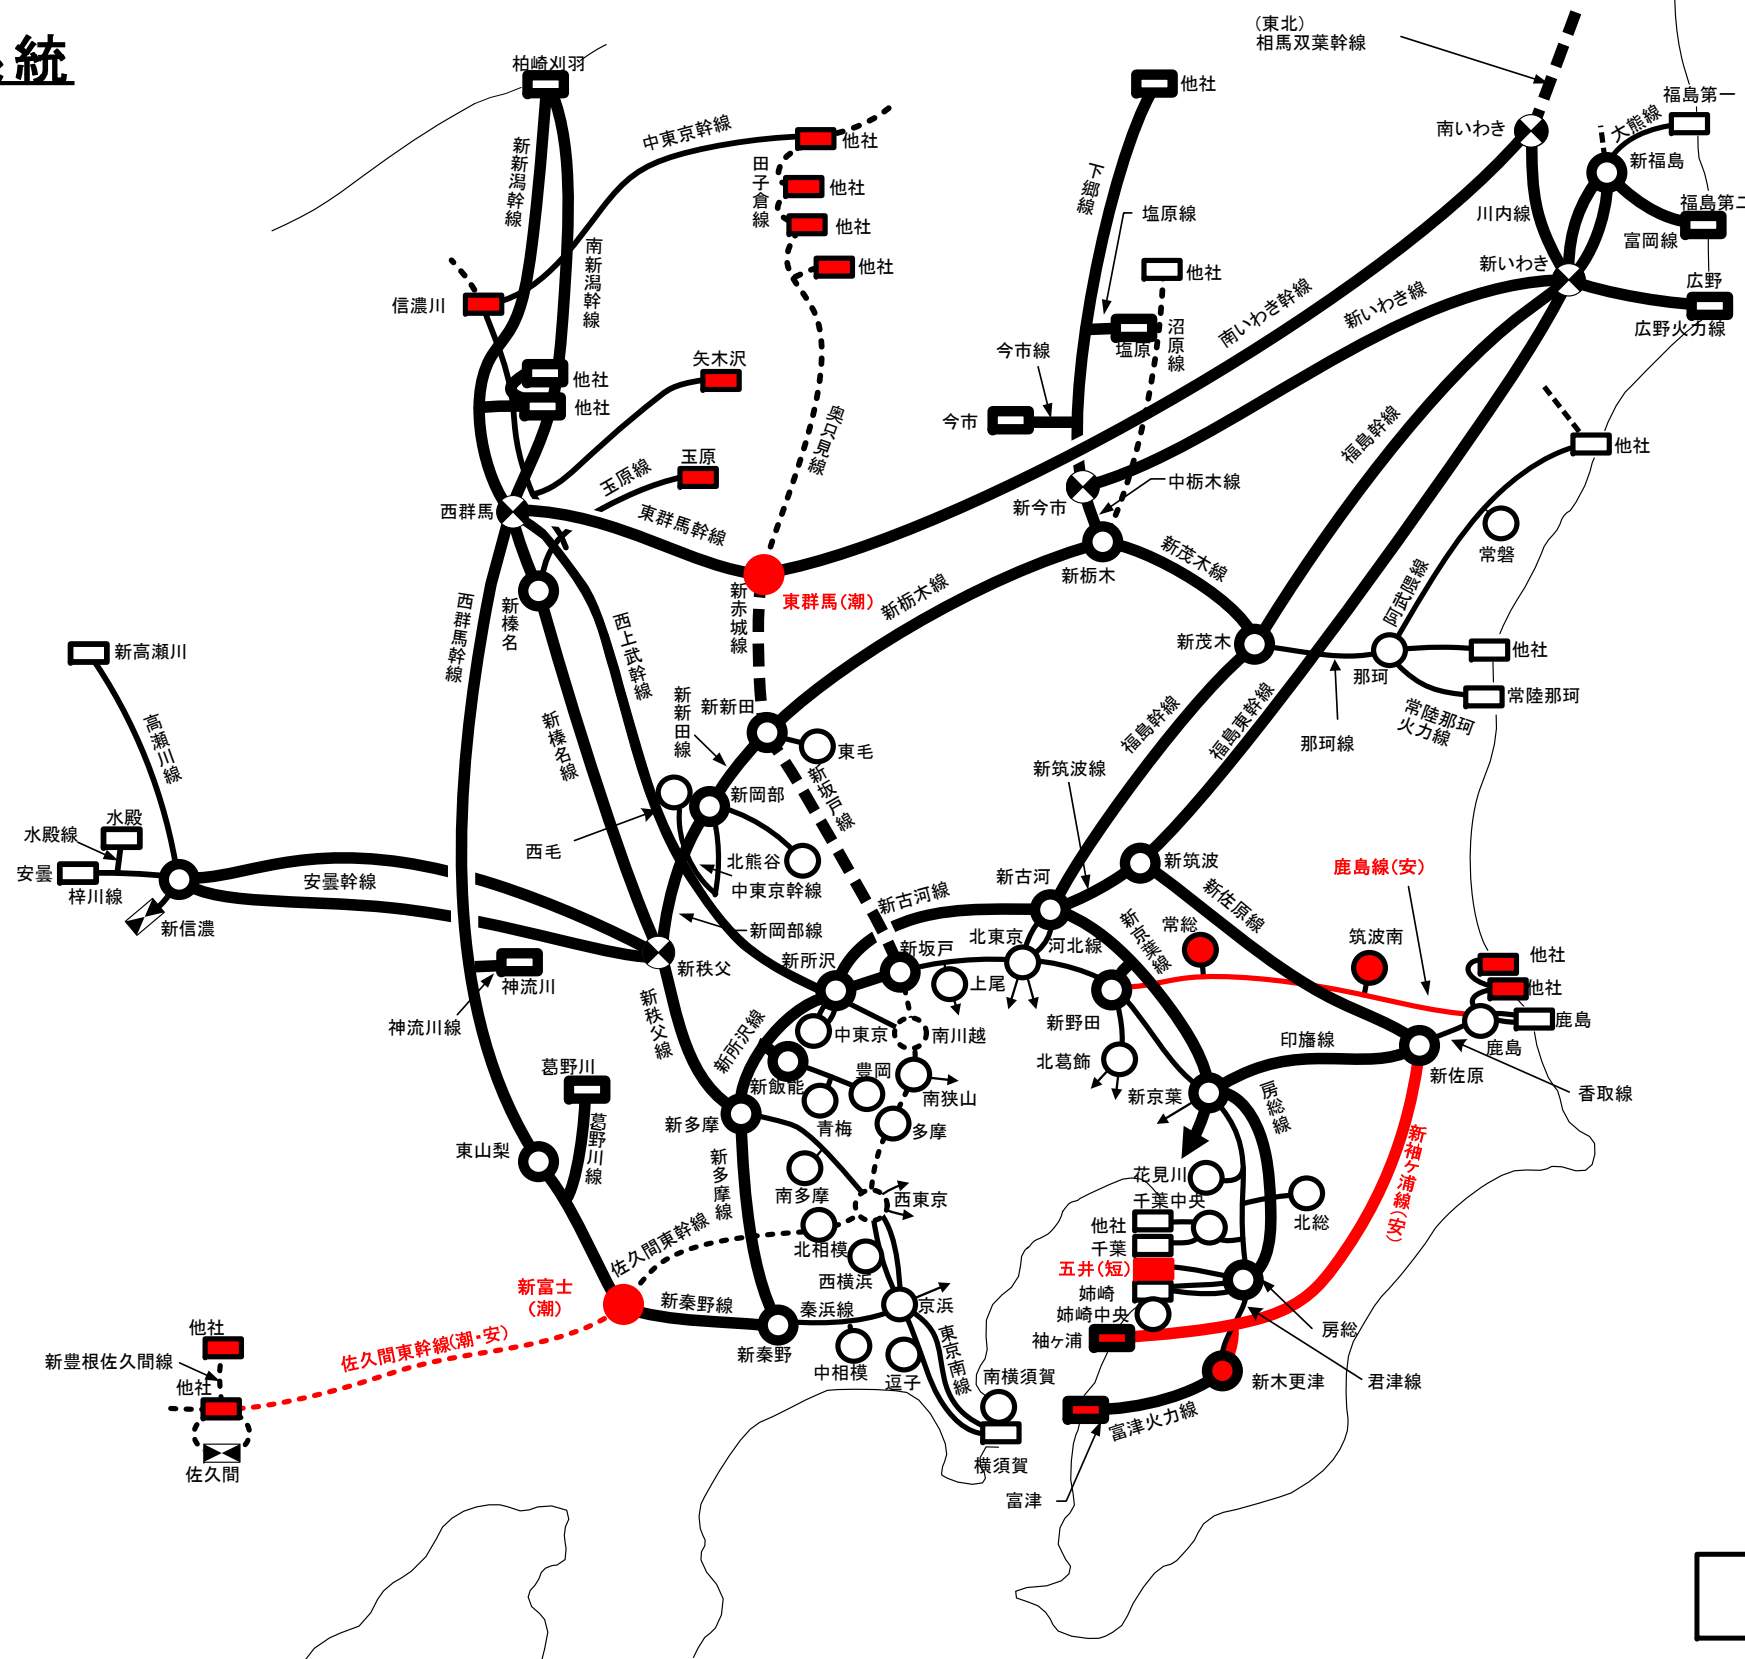 系統
(東北)
相馬双葉幹線
柏崎刈羽
他社
福島第一
大熊線
南いわき
新福島
中東京幹線
他社
新新潟幹線
田子倉線
他社
下郷線
塩原線
川内線
福島第二
富岡線
他社
南新潟幹線
他社
他社
新いわき
広野
信濃川
沼原線
塩原
南いわき幹線
新いわき線
広野火力線
矢木沢
今市線
他社
他社
今市
奥只見線
福島幹線
他社
玉原
玉原線
西群馬
東群馬幹線
新今市
中栃木線
常磐
新栃木
新茂木線
阿武隈線
新赤城線
東群馬(潮)
新栃木線
西群馬幹線
新榛名
西上武幹線
新茂木
那珂
他社
新高瀬川
常陸那珂
常陸那珂
火力線
那珂線
新新田線
新新田
福島幹線
福島東幹線
高瀬川線
新榛名線
東毛
新坂戸線
新筑波線
新岡部
水殿
水殿線
安曇
梓川線
安曇幹線
新信濃
西毛
北熊谷
中東京幹線
新古河
新筑波
鹿島線(安)
新古河線
新佐原線
新岡部線
新坂戸
北東京
河北線
新京葉線
常総
筑波南
他社
他社
新秩父
新所沢
上尾
神流川
神流川線
新秩父線
新所沢線
中東京
南川越
新野田
鹿島
鹿島
印旛線
北葛飾
新佐原
香取線
葛野川
新飯能
豊岡
南狭山
新京葉
房総線
葛野川線
新多摩
青梅
多摩
東山梨
新多摩線
南多摩
西東京
花見川
千葉中央
新袖ケ浦線(安)
北総
他社
千葉
佐久間東幹線
北相模
西横浜
五井(短)
姉崎
姉崎中央
新富士
(潮)
新秦野線
秦浜線
京浜
袖ケ浦
房総
他社
新豊根佐久間線
佐久間東幹線(潮・安)
他社
新秦野
中相模
逗子
東京南線
南横須賀
新木更津
君津線
富津火力線
佐久間
横須賀
富津